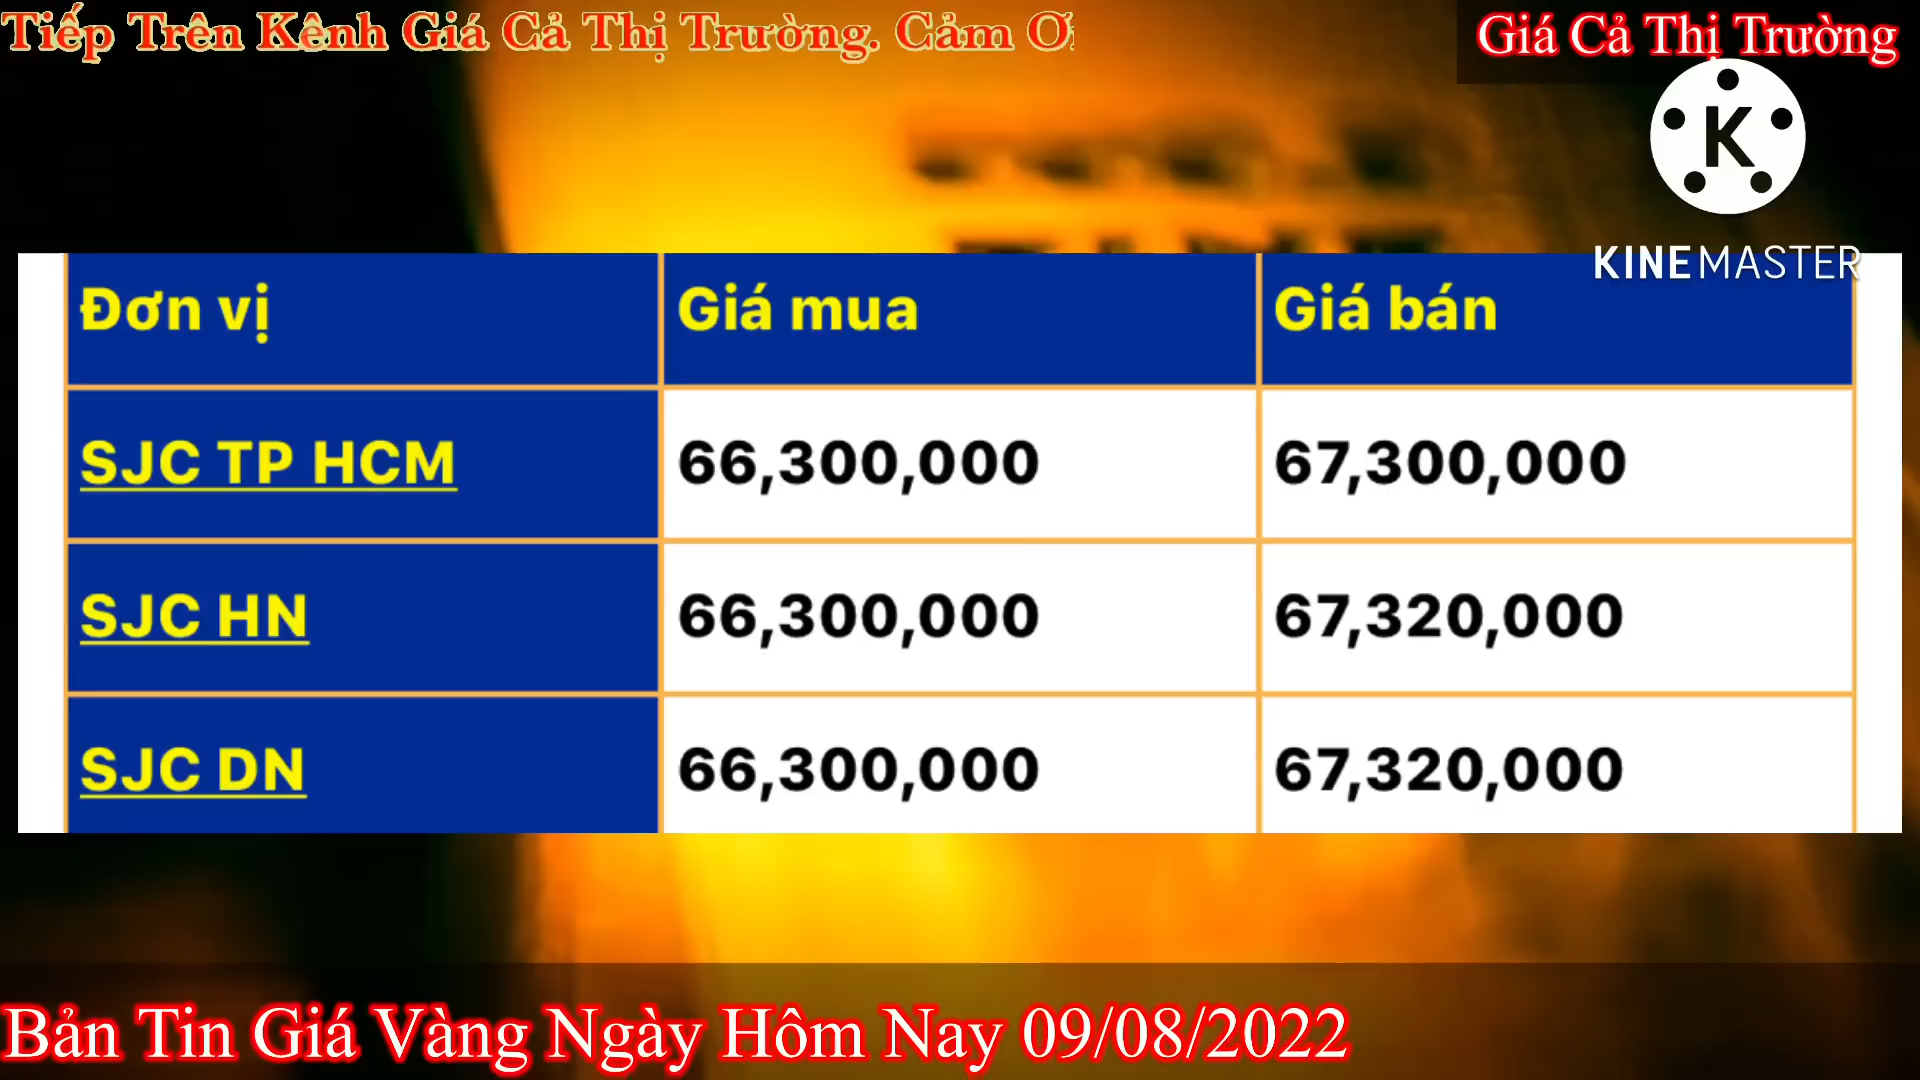 Tiếp Trên Kênh Giá Cả Thị Trường. Cảm Ơ
Giá Cả Thị Trường
K
KINEMASTER
Đơn vị Giá mua Giá bán
SJC TP HCM 66,300,000 67,300,000
SJC HN 66,300,000 67,320,000
SJC DN 66,300,000 67,320,000
Bản Tin Giá Vàng Ngày Hôm Nay 09/08/2022